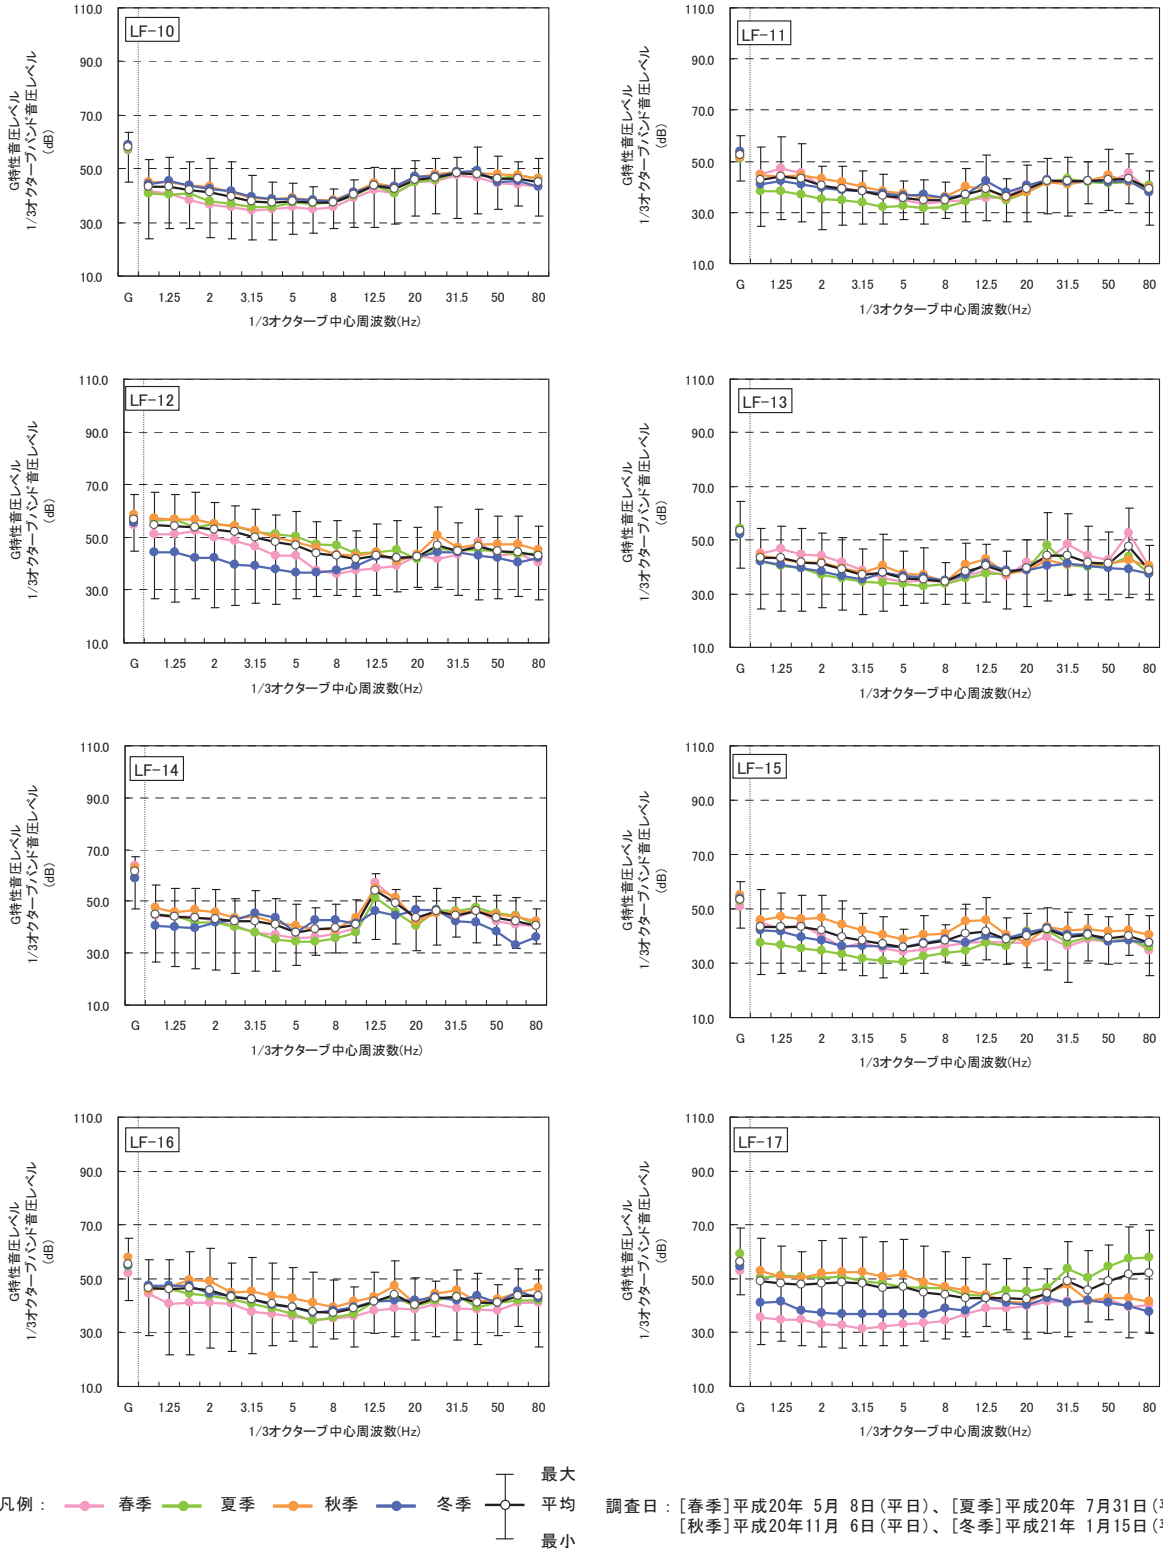 110.0
90.0
70.0
50.0
30.0
10.0
LF-10
G特性音圧レベル
1/3オクターブバンド音圧レベル
(dB)
G 1.25 2 3.15 5 8 12.5 20 31.5 50 80
1/3オクターブ中心周波数(Hz)
110.0
90.0
70.0
50.0
30.0
10.0
LF-11
G特性音圧レベル
1/3オクターブバンド音圧レベル
(dB)
G 1.25 2 3.15 5 8 12.5 20 31.5 50 80
1/3オクターブ中心周波数(Hz)
110.0
90.0
70.0
50.0
30.0
10.0
LF-12
G特性音圧レベル
1/3オクターブバンド音圧レベル
(dB)
G 1.25 2 3.15 5 8 12.5 20 31.5 50 80
1/3オクターブ中心周波数(Hz)
110.0
90.0
70.0
50.0
30.0
10.0
LF-13
G特性音圧レベル
1/3オクターブバンド音圧レベル
(dB)
G 1.25 2 3.15 5 8 12.5 20 31.5 50 80
1/3オクターブ中心周波数(Hz)
110.0
90.0
70.0
50.0
30.0
10.0
LF-14
G特性音圧レベル
1/3オクターブバンド音圧レベル
(dB)
G 1.25 2 3.15 5 8 12.5 20 31.5 50 80
1/3オクターブ中心周波数(Hz)
110.0
90.0
70.0
50.0
30.0
10.0
LF-15
G特性音圧レベル
1/3オクターブバンド音圧レベル
(dB)
G 1.25 2 3.15 5 8 12.5 20 31.5 50 80
1/3オクターブ中心周波数(Hz)
110.0
90.0
70.0
50.0
30.0
10.0
LF-16
G特性音圧レベル
1/3オクターブバンド音圧レベル
(dB)
G 1.25 2 3.15 5 8 12.5 20 31.5 50 80
1/3オクターブ中心周波数(Hz)
110.0
90.0
70.0
50.0
30.0
10.0
LF-17
G特性音圧レベル
1/3オクターブバンド音圧レベル
(dB)
G 1.25 2 3.15 5 8 12.5 20 31.5 50 80
1/3オクターブ中心周波数(Hz)
凡例： 春季 夏季 秋季 冬季
最大
平均
最小
調査日：[春季]平成20年 5月 8日(平日)、[夏季]平成20年 7月31日(
[秋季]平成20年11月 6日(平日)、[冬季]平成21年 1月15日(